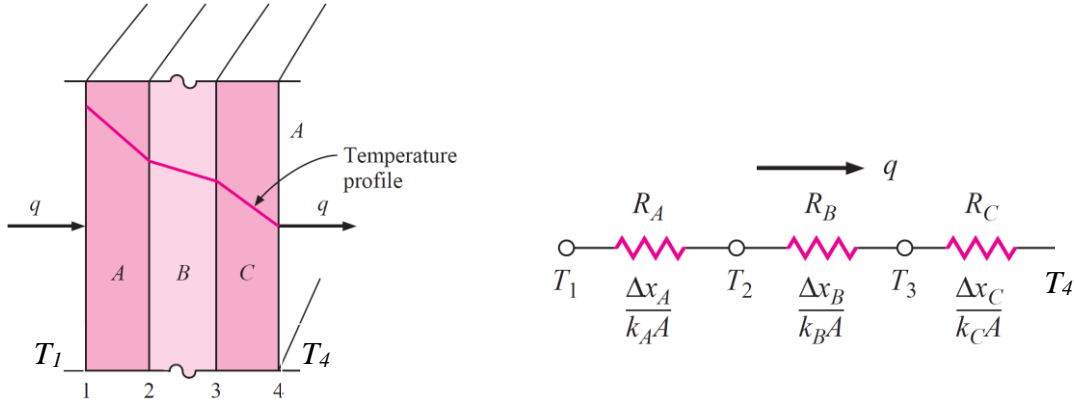 A
Temperature
profile
q
q
A
B
C
T1
T4
1
2
3
4
q
RA
RB
RC
T1
T2
T3
T4
ΔxA
kAA
ΔxB
kBA
ΔxC
kCA